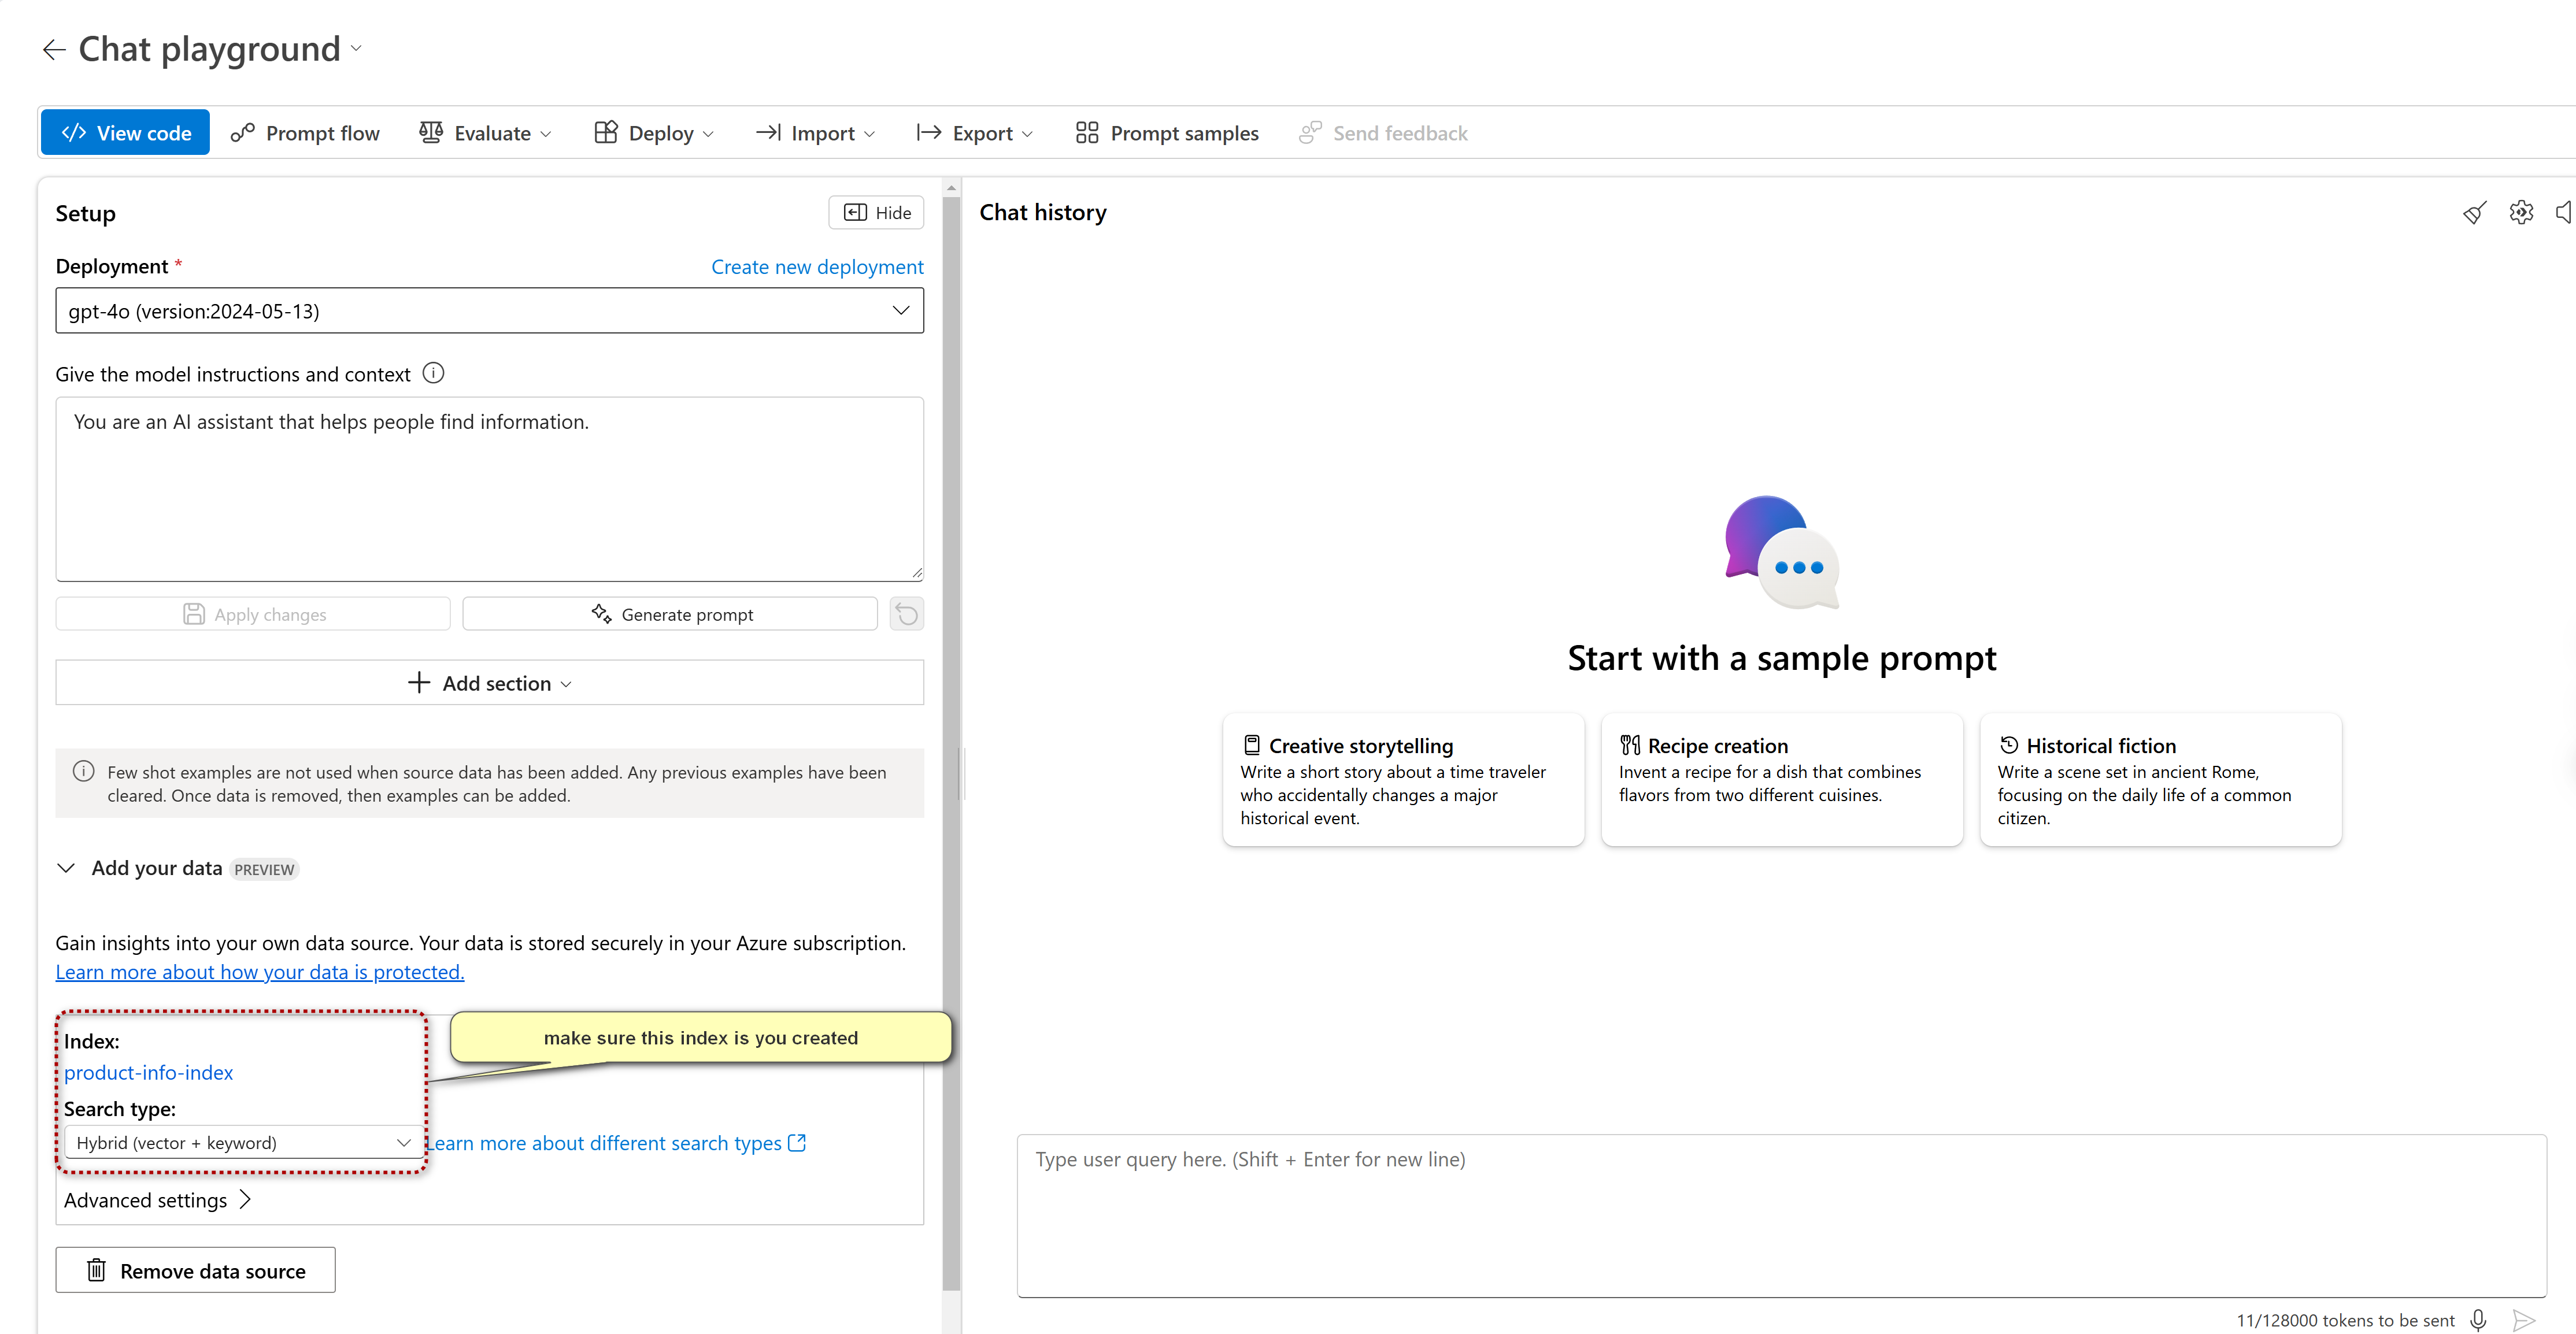 Chat playground
View code
Prompt flow
Evaluate
Deploy
Import
Export
Prompt samples
Send feedback
Setup
Hide
Deployment *
Create new deployment
gpt-4o (version:2024-05-13)
Give the model instructions and context
You are an AI assistant that helps people find information.
Apply changes
Generate prompt
Add section
Few shot examples are not used when source data has been added. Any previous examples have been
cleared. Once data is removed, then examples can be added.
Add your data PREVIEW
Gain insights into your own data source. Your data is stored securely in your Azure subscription.
Learn more about how your data is protected.
make sure this index is you created
Index:
product-info-index
Search type:
Hybrid (vector + keyword)
earn more about different search types
Advanced settings
Remove data source
Chat history
Start with a sample prompt
Creative storytelling
Write a short story about a time traveler
who accidentally changes a major
historical event.
Recipe creation
Invent a recipe for a dish that combines
flavors from two different cuisines.
Historical fiction
Write a scene set in ancient Rome,
focusing on the daily life of a common
citizen.
Type user query here. (Shift + Enter for new line)
11/128000 tokens to be sent